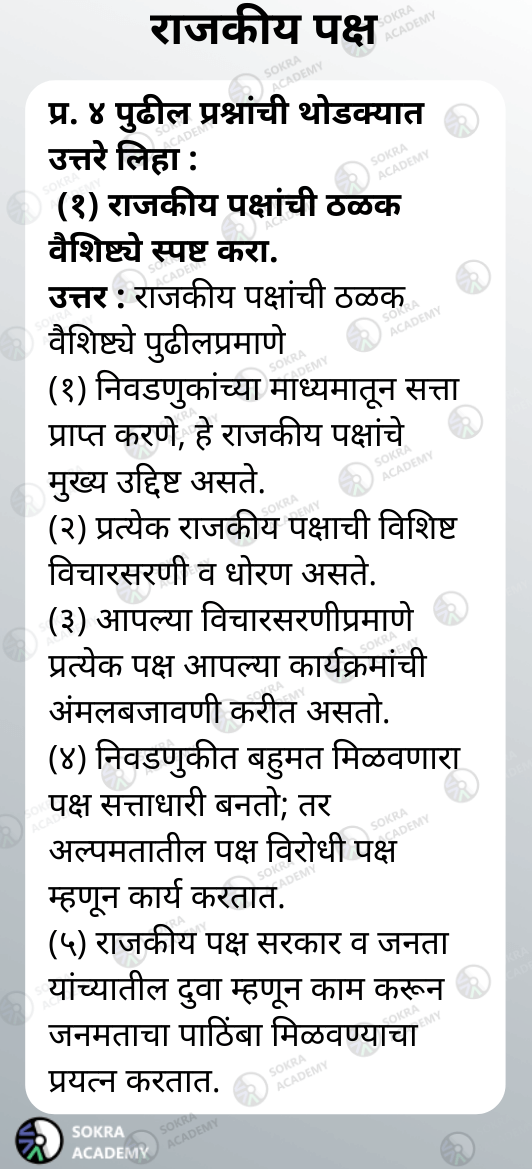 राजकीय पक्ष
प्र. ४ पुढील प्रश्नांची थोडक्यात
उत्तरे लिहा :
(१) राजकीय पक्षांची ठळक
वैशिष्ट्ये स्पष्ट करा.
उत्तर : राजकीय पक्षांची ठळक
वैशिष्ट्ये पुढीलप्रमाणे
(१) निवडणुकांच्या माध्यमातून सत्ता
प्राप्त करणे, हे राजकीय पक्षांचे
मुख्य उद्दिष्ट असते.
(२) प्रत्येक राजकीय पक्षाची विशिष्ट
विचारसरणी व धोरण असते.
(३) आपल्या विचारसरणीप्रमाणे
प्रत्येक पक्ष आपल्या कार्यक्रमांची
अंमलबजावणी करीत असतो.
(४) निवडणुकीत बहुमत मिळवणारा
पक्ष सत्ताधारी बनतो; तर
अल्पमतातील पक्ष विरोधी पक्ष
म्हणून कार्य करतात.
(५) राजकीय पक्ष सरकार व जनता
यांच्यातील दुवा म्हणून काम करून
जनमताचा पाठिंबा मिळवण्याचा
प्रयत्न करतात.
SOKRA
ACADEMY